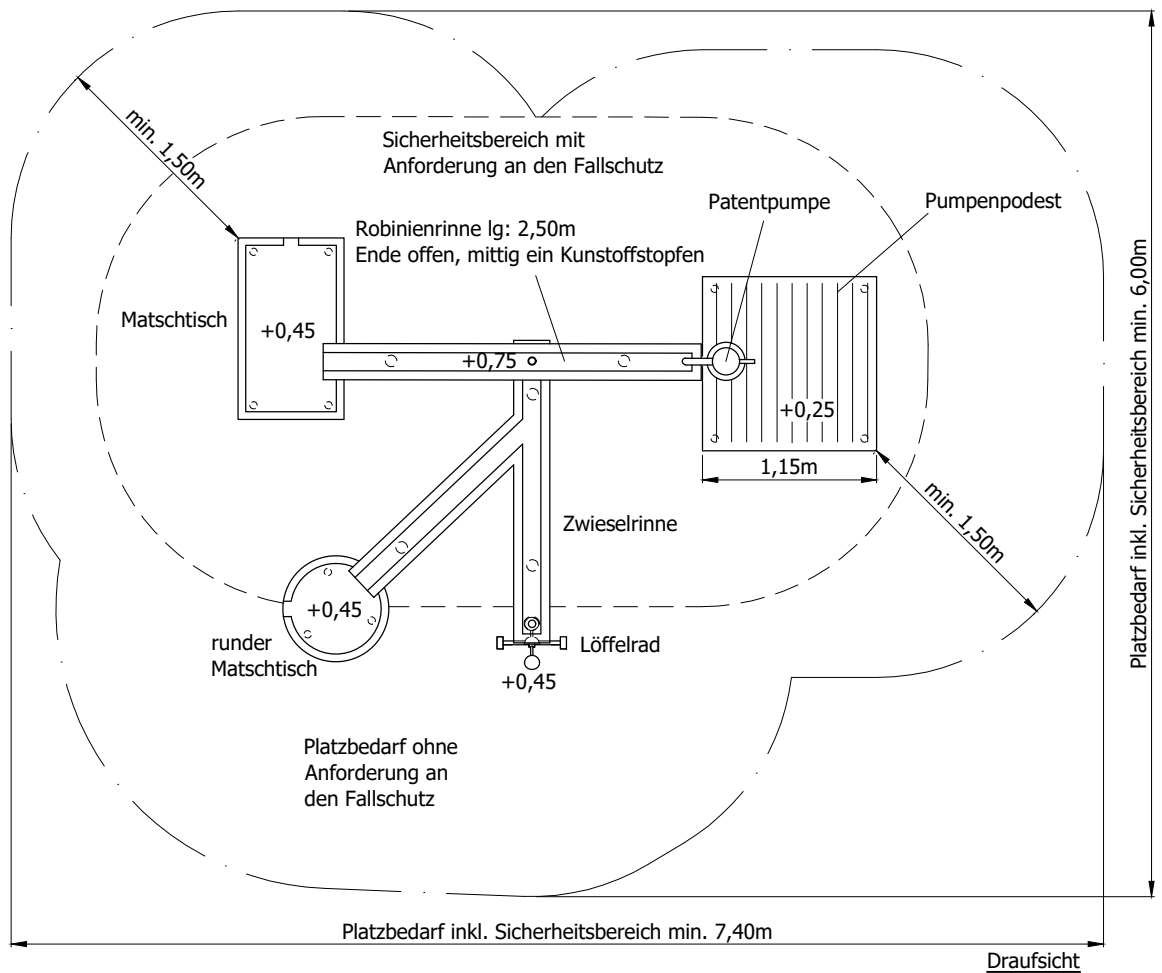 min. 1,50m
Sicherheitsbereich mit
Anforderung an den Fallschutz
Patentpumpe
Pumpenpodest
Robinienrinne lg: 2,50m
Ende offen, mittig ein Kunstoffstopfen
Matschtisch
+0,45
+0,75
+0,25
1,15m
min. 1,50m
Zwieselrinne
+0,45
runder
Matschtisch
Löffelrad
+0,45
Platzbedarf ohne
Anforderung an
den Fallschutz
Platzbedarf inkl. Sicherheitsbereich min. 6,00m
Platzbedarf inkl. Sicherheitsbereich min. 7,40m
Draufsicht